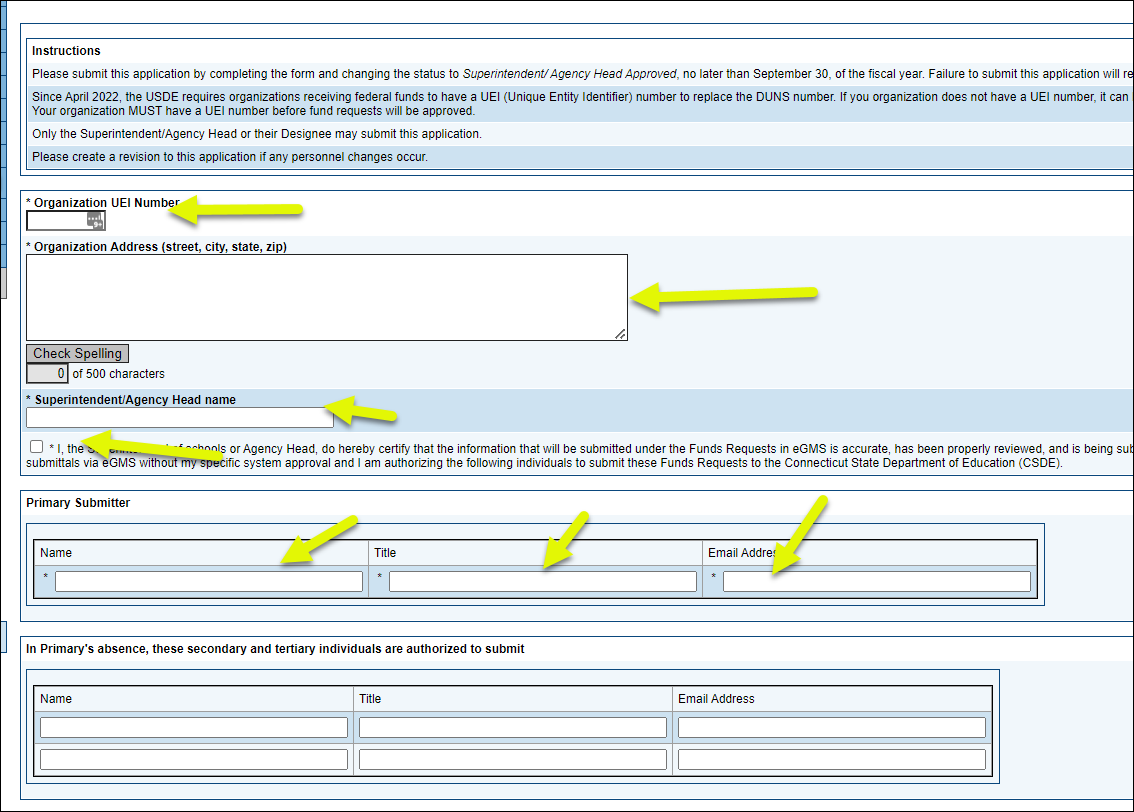 Instructions
Please submit this application by completing the form and changing the status to Superintendent/ Agency Head Approved, no later than September 30, of the fiscal year. Failure to submit this application will re
Since April 2022, the USDE requires organizations receiving federal funds to have a UEI (Unique Entity Identifier) number to replace the DUNS number. If you organization does not have a UEI number, it can
Your organization MUST have a UEI number before fund requests will be approved.
Only the Superintendent/Agency Head or their Designee may submit this application.
Please create a revision to this application if any personnel changes occur.
* Organization UEI Number
* Organization Address (street, city, state, zip)
Check Spelling
0 of 500 characters
* Superintendent/Agency Head name
* I, the of schools or Agency Head, do hereby certify that the information that will be submitted under the Funds Requests in eGMS is accurate, has been properly reviewed, and is being sub
submittals via eGMS without my specific system approval and I am authorizing the following individuals to submit these Funds Requests to the Connecticut State Department of Education (CSDE).
Primary Submitter
Name Title Email Address
* * *
In Primary's absence, these secondary and tertiary individuals are authorized to submit
Name Title Email Address